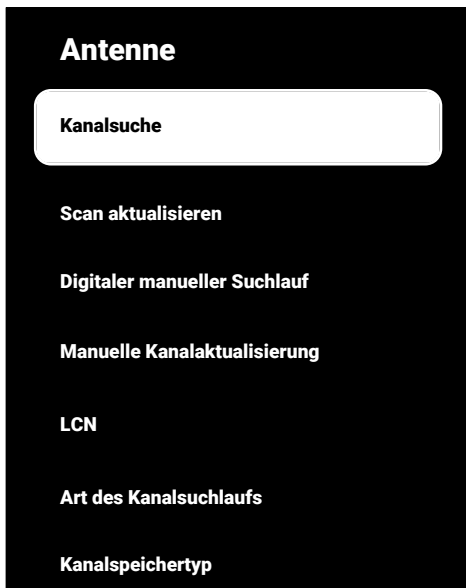 Antenne
Kanalsuche
Scan aktualisieren
Digitaler manueller Suchlauf
Manuelle Kanalaktualisierung
LCN
Art des Kanalsuchlaufs
Kanalspeichertyp